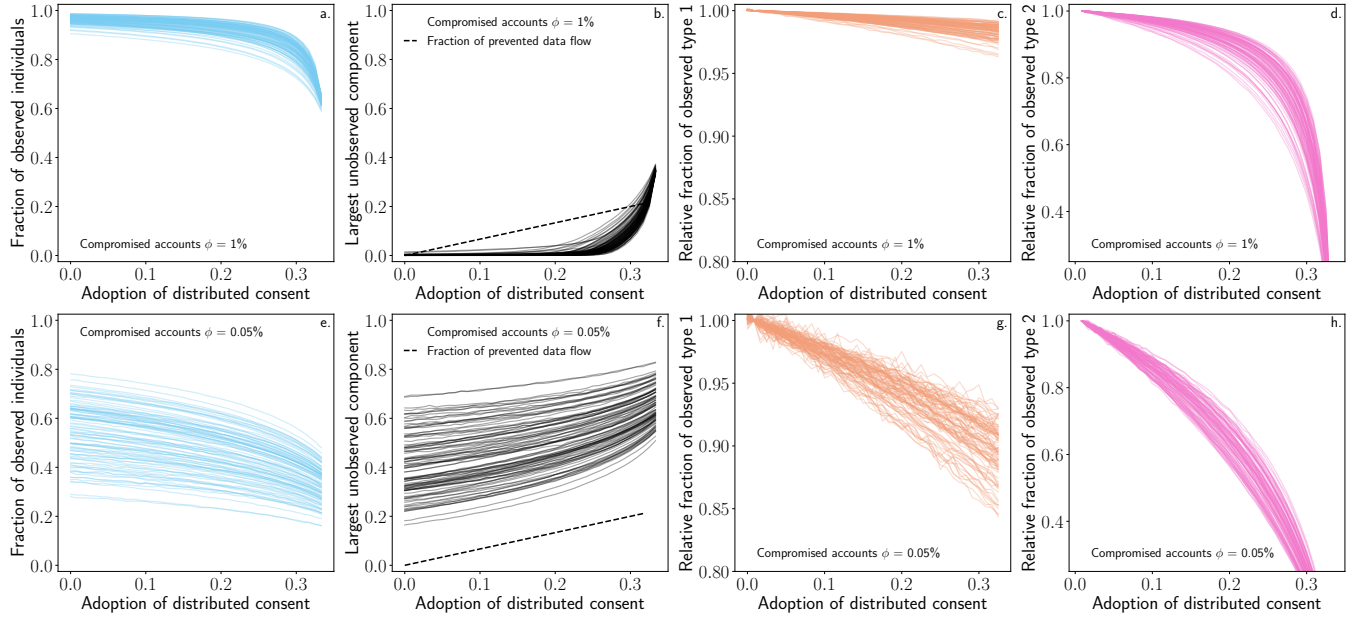 a.
Fraction of observed individuals
1.0
0.8
0.6
0.4
0.2
0.0
Compromised accounts ϕ = 1%
0.0 0.1 0.2 0.3
Adoption of distributed consent
b.
Largest unobserved component
1.0
0.8
0.6
0.4
0.2
0.0
Compromised accounts ϕ = 1%
Fraction of prevented data flow
0.0 0.1 0.2 0.3
Adoption of distributed consent
c.
Relative fraction of observed type 1
1.00
0.95
0.90
0.85
0.80
Compromised accounts ϕ = 1%
0.0 0.1 0.2 0.3
Adoption of distributed consent
d.
Relative fraction of observed type 2
1.0
0.8
0.6
0.4
Compromised accounts ϕ = 1%
0.0 0.1 0.2 0.3
Adoption of distributed consent
e.
Fraction of observed individuals
1.0
0.8
0.6
0.4
0.2
0.0
Compromised accounts ϕ = 0.05%
0.0 0.1 0.2 0.3
Adoption of distributed consent
f.
Largest unobserved component
1.0
0.8
0.6
0.4
0.2
0.0
Compromised accounts ϕ = 0.05%
Fraction of prevented data flow
0.0 0.1 0.2 0.3
Adoption of distributed consent
g.
Relative fraction of observed type 1
1.00
0.95
0.90
0.85
0.80
Compromised accounts ϕ = 0.05%
0.0 0.1 0.2 0.3
Adoption of distributed consent
h.
Relative fraction of observed type 2
1.0
0.8
0.6
0.4
Compromised accounts ϕ = 0.05%
0.0 0.1 0.2 0.3
Adoption of distributed consent